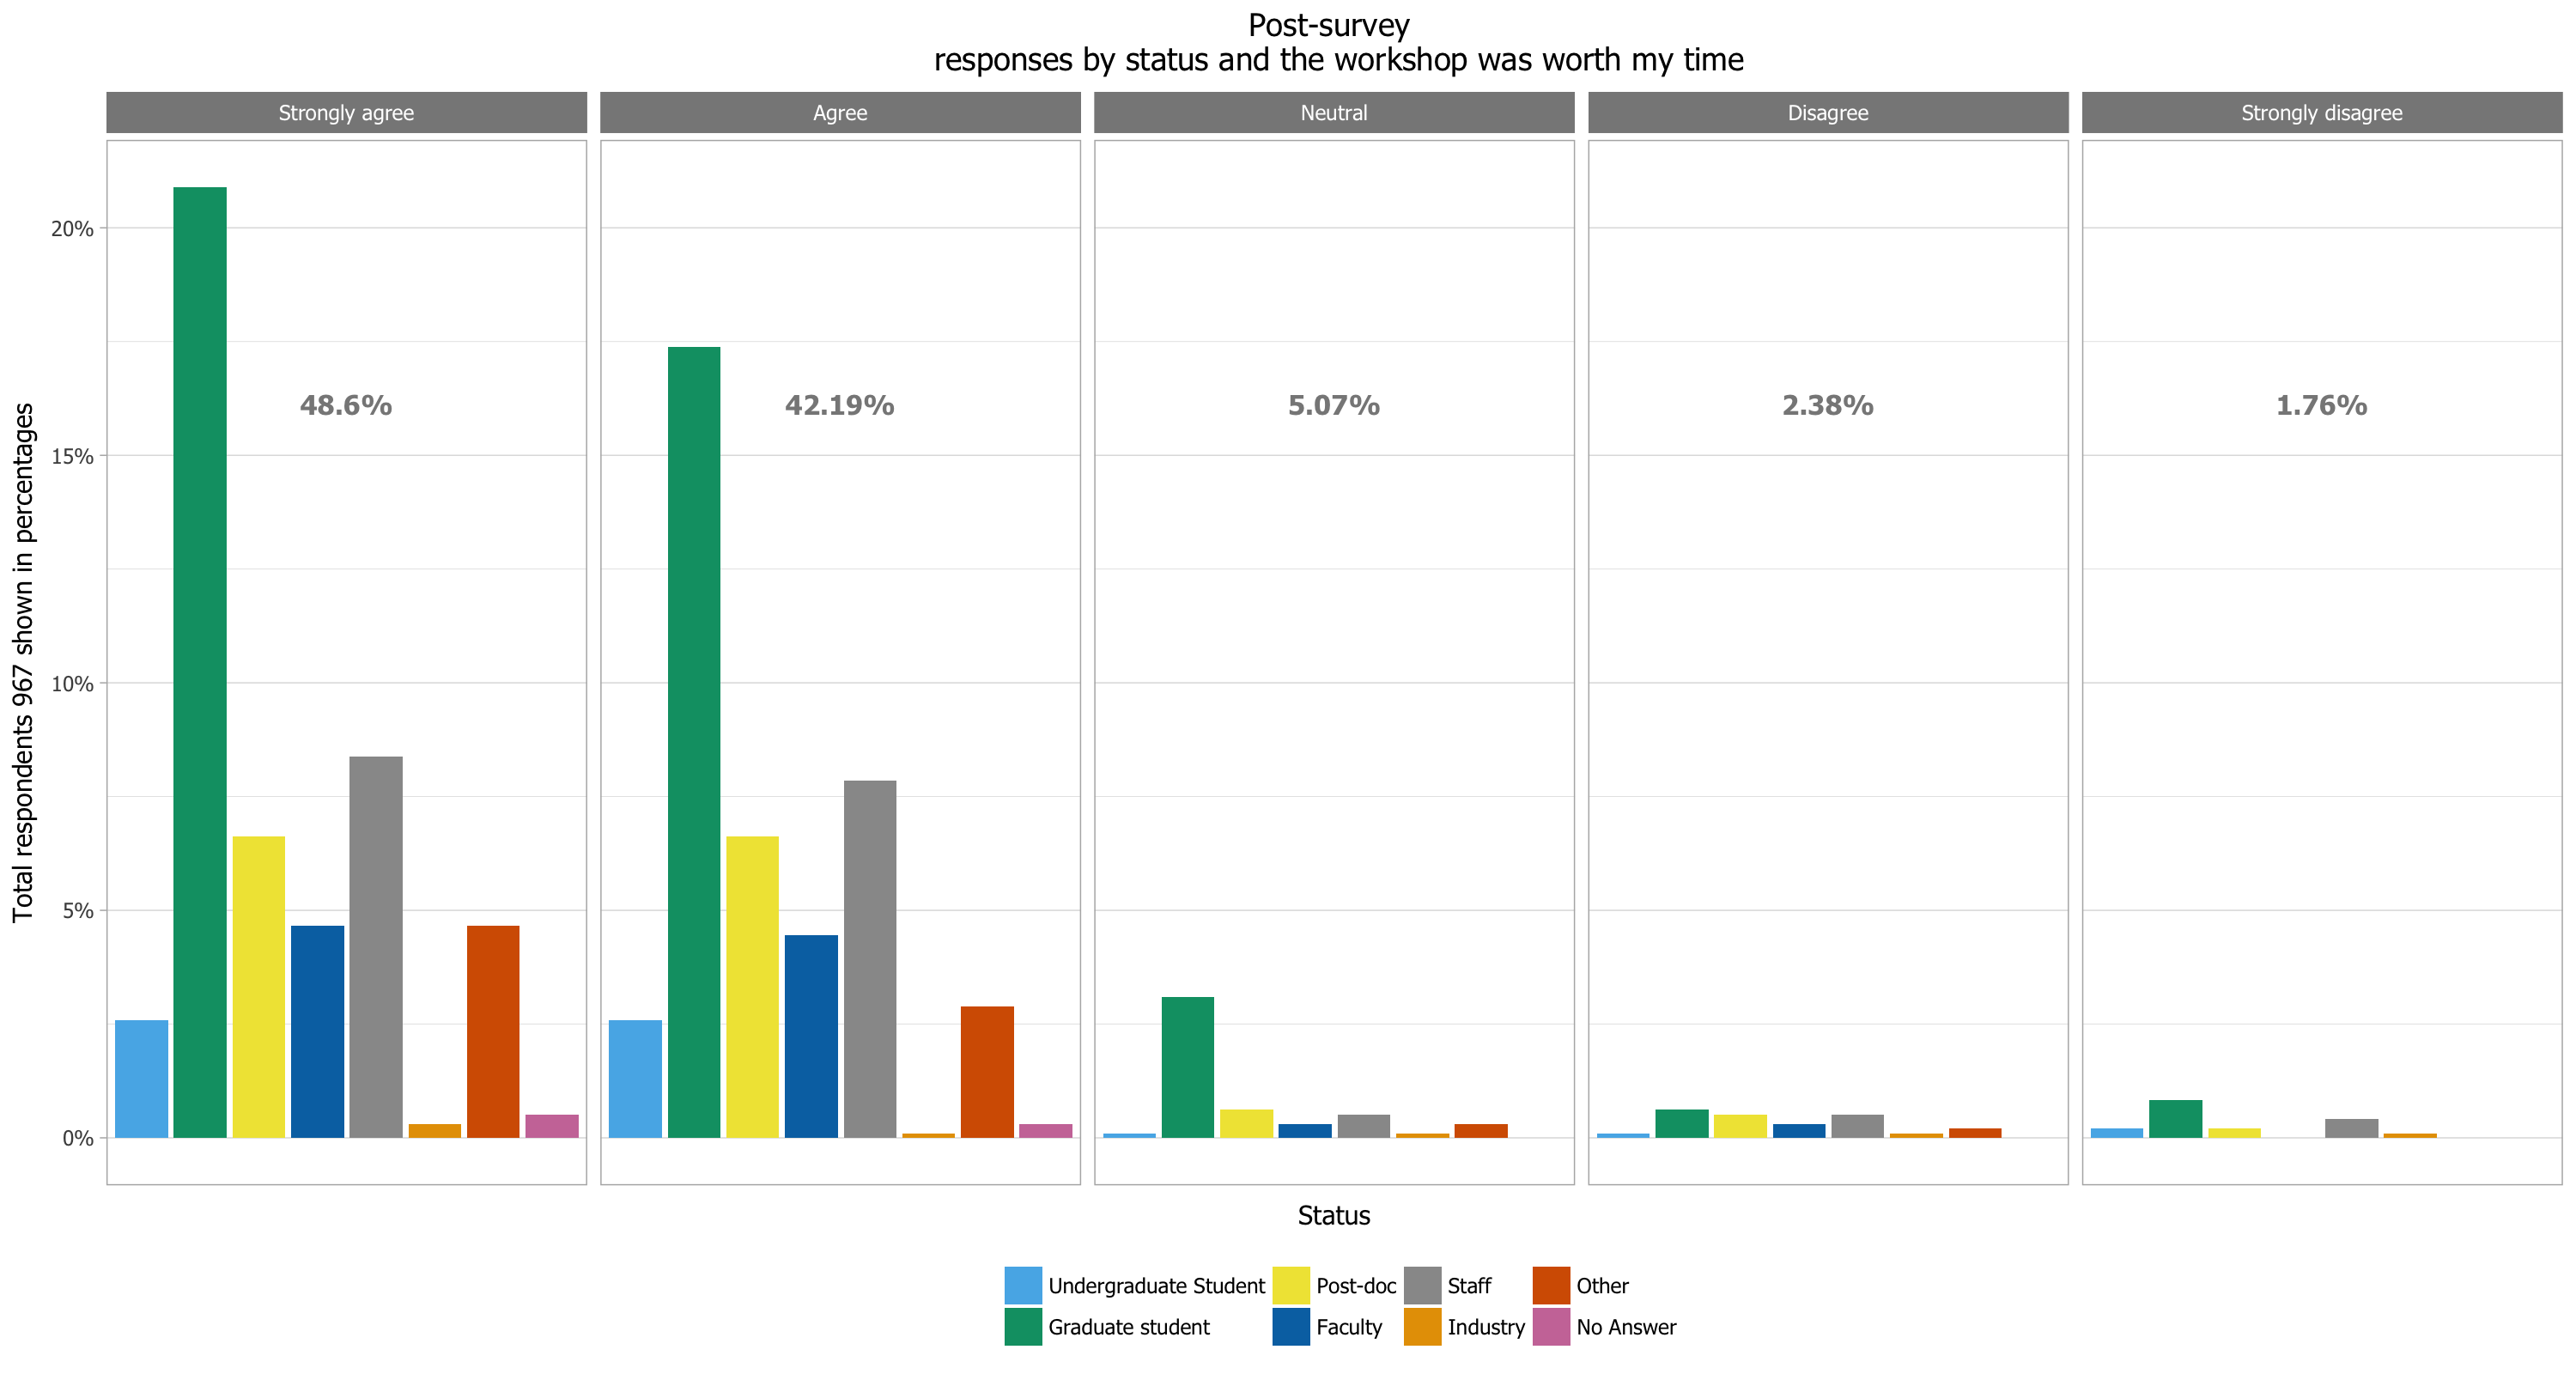 Post-survey
responses by status and the workshop was worth my time
Strongly agree
Agree
Neutral
Disagree
Strongly disagree
Total respondents 967 shown in percentages
20%
15%
10%
5%
0%
48.6%
42.19%
5.07%
2.38%
1.76%
Status
Undergraduate Student
Post-doc
Staff
Other
Graduate student
Faculty
Industry
No Answer